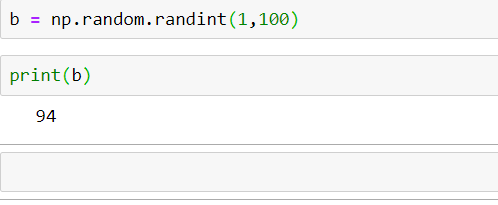 b = np.random.randint(1,100)
print(b)
94